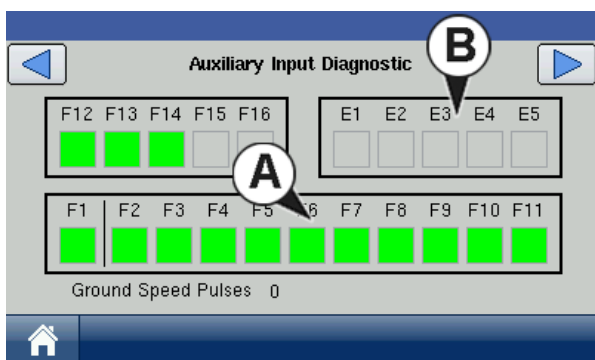 Auxiliary Input Diagnostic
B
F12 F13 F14 F15 F16
E1 E2 E3 E4 E5
A
F1 F2 F3 F4 F5 F6 F7 F8 F9 F10 F11
Ground Speed Pulses 0